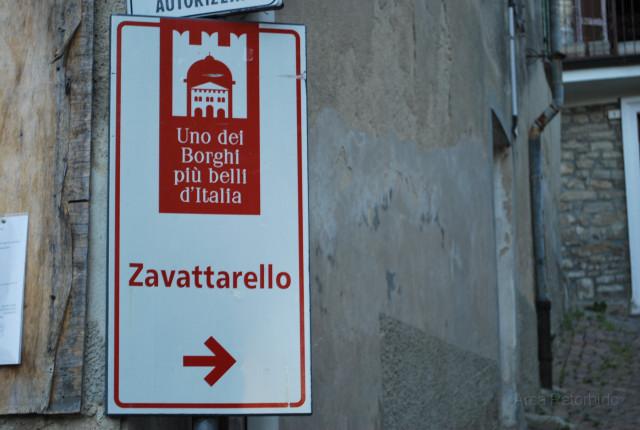 Uno dei
Borghi
più belli
d'Italia
Zavattarello